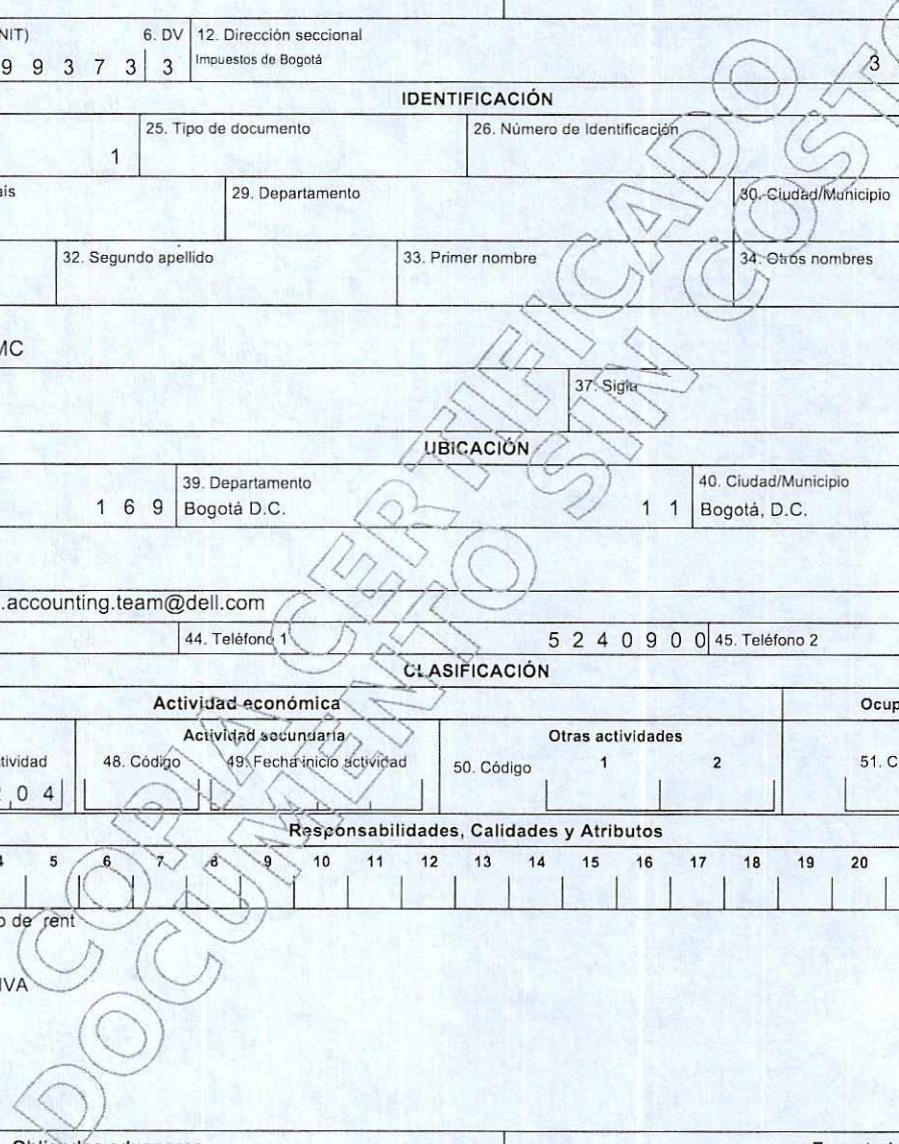 NIT) 6. DV 12. Dirección seccional
9 9 3 7 3 3 Impuestos de Bogotá 3
IDENTIFICACIÓN
25. Tipo de documento 26. Número de Identificación
1
aís 29. Departamento 30. Ciudad/Municipio
32. Segundo apellido 33. Primer nombre 34. Otros nombres
MC
37. Sigla
UBICACIÓN
39. Departamento 40. Ciudad/Municipio
1 6 9 Bogotá D.C. 1 1 Bogotá, D.C.
.accounting.team@dell.com
44. Teléfono 1 5 2 4 0 9 0 0 45. Teléfono 2
CLASIFICACIÓN
Actividad económica Ocup
Actividad secundaria Otras actividades
tividad 48. Código 49. Fecha inicio actividad 50. Código 1 2 51. C
2 0 4
Responsabilidades, Calidades y Atributos
4 5 6 7 8 9 10 11 12 13 14 15 16 17 18 19 20
o de rent
IVA
COPIA CERTIFICADO
DOCUMENTO SIN COSTO